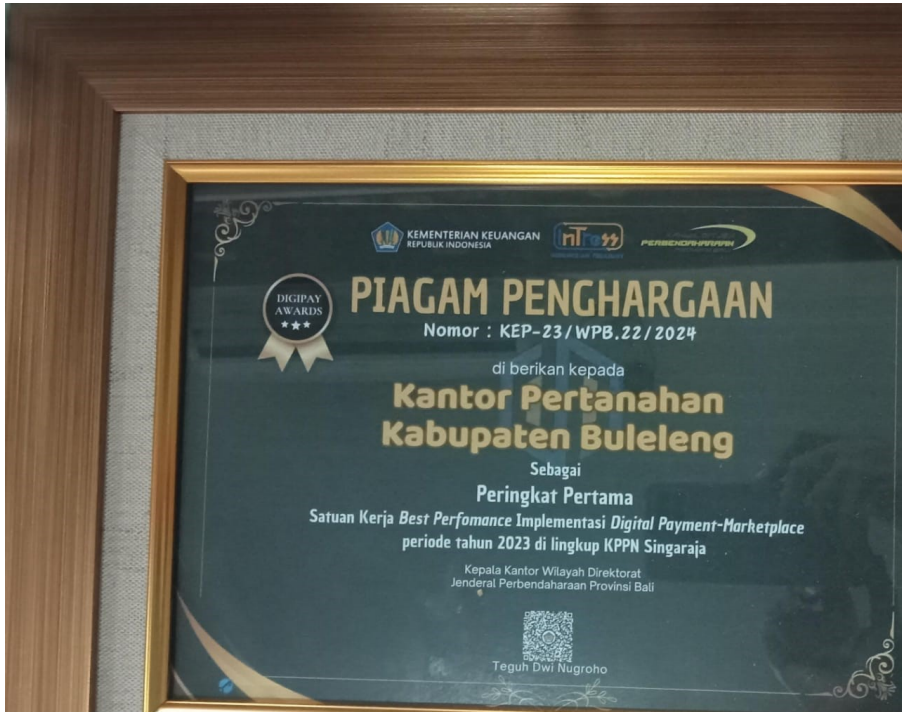 KEMENTERIAN KEUANGAN
REPUBLIK INDONESIA
inTress
PERBENDAHARAAN
DIGIPAY
AWARDS
PIAGAM PENGHARGAAN
Nomor : KEP-23/WPB.22/2024
di berikan kepada
Kantor Pertanahan
Kabupaten Buleleng
Sebagai
Peringkat Pertama
Satuan Kerja Best Perfomance Implementasi Digital Payment-Marketplace
periode tahun 2023 di lingkup KPPN Singaraja
Kepala Kantor Wilayah Direktorat
Jenderal Perbendaharaan Provinsi Bali
Teguh Dwi Nugroho